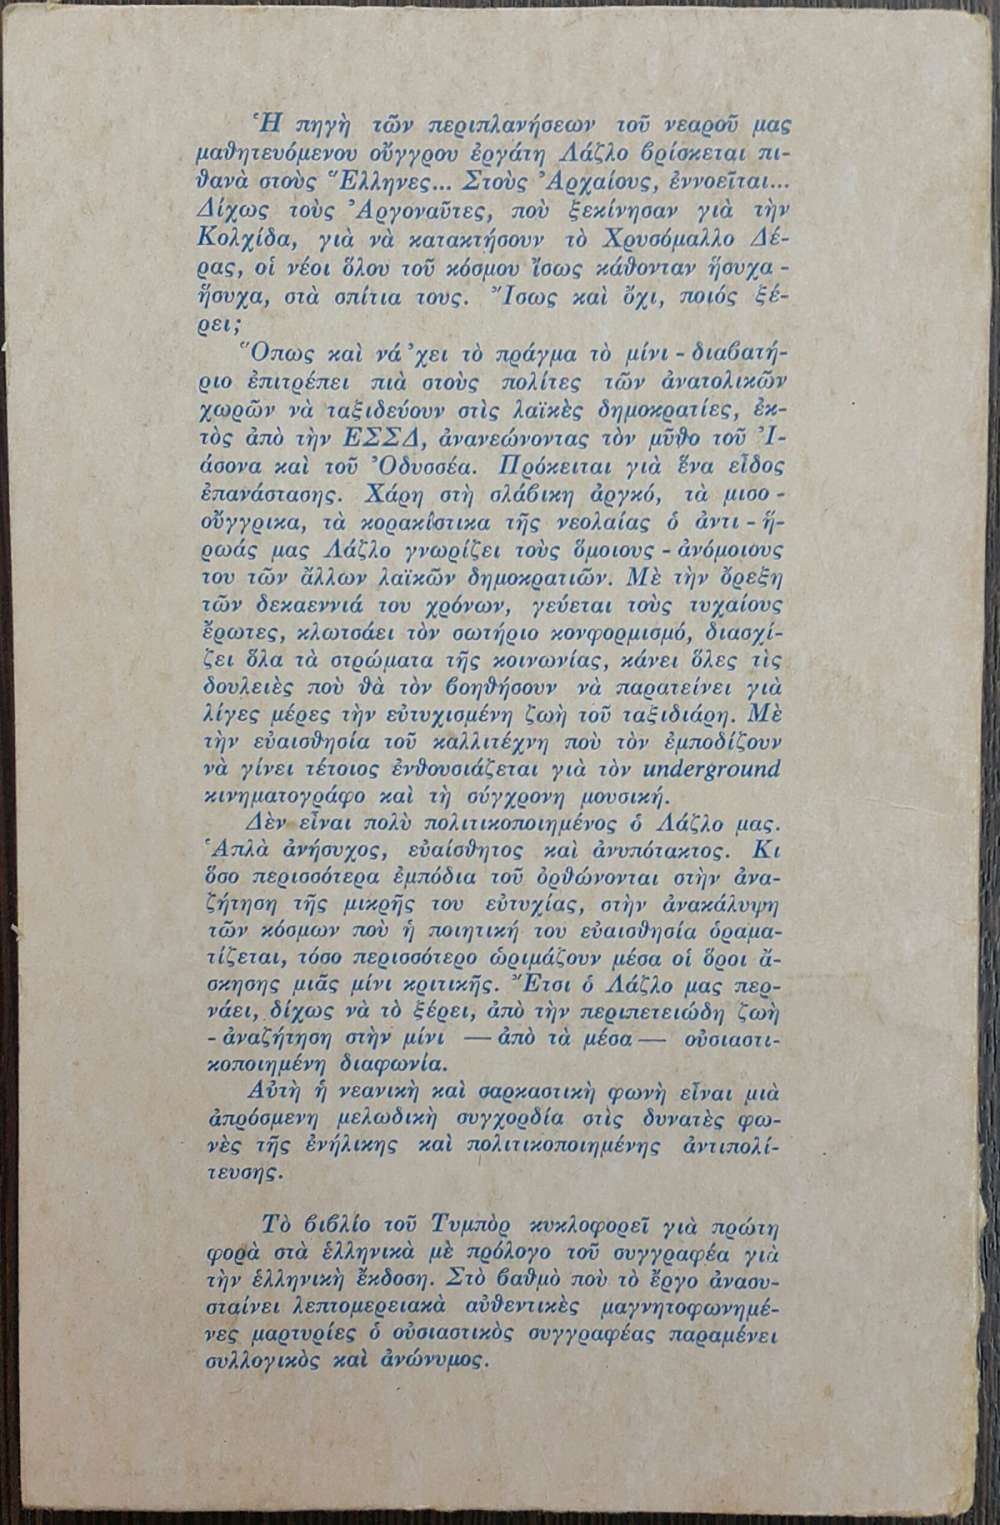 Ἡ πηγὴ τῶν περιπλανήσεων τοῦ νεαροῦ μας
μαθητευόμενου οὔγγρου ἐργάτη Λάζλο βρίσκεται πι-
θανὰ στοὺς Ἕλληνες... Στοὺς Ἀρχαίους, ἐννοεῖται...
Δίχως τοὺς Ἀργοναῦτες, ποὺ ξεκίνησαν γιὰ τὴν
Κολχίδα, γιὰ νὰ κατακτήσουν τὸ Χρυσόμαλλο Δέ-
ρας, οἱ νέοι ὅλου τοῦ κόσμου ἴσως κάθονταν ἥσυχα -
ἥσυχα, στὰ σπίτια τους. Ἴσως καὶ ὄχι, ποιός ξέ-
ρει;
Ὅπως καὶ νά 'χει τὸ πράγμα τὸ μίνι - διαβατή-
ριο ἐπιτρέπει πιὰ στοὺς πολίτες τῶν ἀνατολικῶν
χωρῶν νὰ ταξιδεύουν στὶς λαϊκὲς δημοκρατίες, ἐκ-
τὸς ἀπὸ τὴν ΕΣΣΔ, ἀνανεώνοντας τὸν μῦθο τοῦ Ἰ-
άσονα καὶ τοῦ Ὀδυσσέα. Πρόκειται γιὰ ἕνα εἶδος
ἐπανάστασης. Χάρη στὴ σλάβικη ἀργκό, τὰ μισο -
οὔγγρικα, τὰ κορακίστικα τῆς νεολαίας ὁ ἀντι - ἥ-
ρωάς μας Λάζλο γνωρίζει τοὺς ὅμοιους - ἀνόμοιους
του τῶν ἄλλων λαϊκῶν δημοκρατιῶν. Μὲ τὴν ὄρεξη
τῶν δεκαεννιά του χρόνων, γεύεται τοὺς τυχαίους
ἔρωτες, κλωτσάει τὸν σωτήριο κονφορμισμό, διασχί-
ζει ὅλα τὰ στρώματα τῆς κοινωνίας, κάνει ὅλες τὶς
δουλειὲς ποὺ θὰ τὸν βοηθήσουν νὰ παρατείνει γιὰ
λίγες μέρες τὴν εὐτυχισμένη ζωὴ τοῦ ταξιδιάρη. Μὲ
τὴν εὐαισθησία τοῦ καλλιτέχνη ποὺ τὸν ἐμποδίζουν
νὰ γίνει τέτοιος ἐνθουσιάζεται γιὰ τὸν underground
κινηματογράφο καὶ τὴ σύγχρονη μουσική.
Δὲν εἶναι πολὺ πολιτικοποιημένος ὁ Λάζλο μας.
Ἁπλὰ ἀνήσυχος, εὐαίσθητος καὶ ἀνυπότακτος. Κι
ὅσο περισσότερα ἐμπόδια τοῦ ὀρθώνονται στὴν ἀνα-
ζήτηση τῆς μικρῆς του εὐτυχίας, στὴν ἀνακάλυψη
τῶν κόσμων ποὺ ἡ ποιητική του εὐαισθησία ὁραμα-
τίζεται, τόσο περισσότερο ὡριμάζουν μέσα οἱ ὅροι ἄ-
σκησης μιᾶς μίνι κριτικῆς. Ἔτσι ὁ Λάζλο μας περ-
νάει, δίχως νὰ τὸ ξέρει, ἀπὸ τὴν περιπετειώδη ζωὴ
- ἀναζήτηση στὴν μίνι — ἀπὸ τὰ μέσα — οὐσιαστι-
κοποιημένη διαφωνία.
Αὐτὴ ἡ νεανικὴ καὶ σαρκαστικὴ φωνὴ εἶναι μιὰ
ἀπρόσμενη μελωδικὴ συγχορδία στὶς δυνατὲς φω-
νὲς τῆς ἐνήλικης καὶ πολιτικοποιημένης ἀντιπολί-
τευσης.
Τὸ βιβλίο τοῦ Τυμπὸρ κυκλοφορεῖ γιὰ πρώτη
φορὰ στὰ ἑλληνικὰ μὲ πρόλογο τοῦ συγγραφέα γιὰ
τὴν ἑλληνικὴ ἔκδοση. Στὸ βαθμὸ ποὺ τὸ ἔργο ἀνασυ-
σταίνει λεπτομερειακὰ αὐθεντικὲς μαγνητοφωνημέ-
νες μαρτυρίες ὁ οὐσιαστικὸς συγγραφέας παραμένει
συλλογικὸς καὶ ἀνώνυμος.